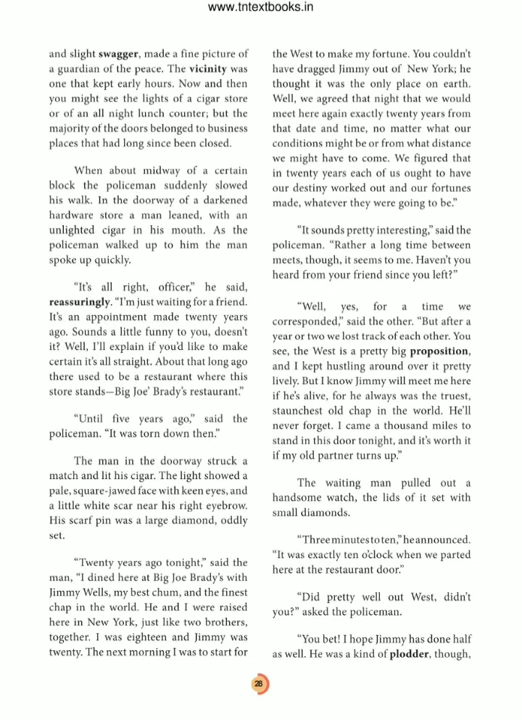 www.tntextbooks.in
and slight swagger, made a fine picture of
a guardian of the peace. The vicinity was
one that kept early hours. Now and then
you might see the lights of a cigar store
or of an all night lunch counter; but the
majority of the doors belonged to business
places that had long since been closed.
When about midway of a certain
block the policeman suddenly slowed
his walk. In the doorway of a darkened
hardware store a man leaned, with an
unlighted cigar in his mouth. As the
policeman walked up to him the man
spoke up quickly.
“It’s all right, officer,” he said,
reassuringly. “I’m just waiting for a friend.
It’s an appointment made twenty years
ago. Sounds a little funny to you, doesn’t
it? Well, I’ll explain if you’d like to make
certain it’s all straight. About that long ago
there used to be a restaurant where this
store stands—Big Joe’ Brady’s restaurant.”
“Until five years ago,” said the
policeman. “It was torn down then.”
The man in the doorway struck a
match and lit his cigar. The light showed a
pale, square-jawed face with keen eyes, and
a little white scar near his right eyebrow.
His scarf pin was a large diamond, oddly
set.
“Twenty years ago tonight,” said the
man, “I dined here at Big Joe Brady’s with
Jimmy Wells, my best chum, and the finest
chap in the world. He and I were raised
here in New York, just like two brothers,
together. I was eighteen and Jimmy was
twenty. The next morning I was to start for
the West to make my fortune. You couldn’t
have dragged Jimmy out of New York; he
thought it was the only place on earth.
Well, we agreed that night that we would
meet here again exactly twenty years from
that date and time, no matter what our
conditions might be or from what distance
we might have to come. We figured that
in twenty years each of us ought to have
our destiny worked out and our fortunes
made, whatever they were going to be.”
“It sounds pretty interesting,” said the
policeman. “Rather a long time between
meets, though, it seems to me. Haven’t you
heard from your friend since you left?”
“Well, yes, for a time we
corresponded,” said the other. “But after a
year or two we lost track of each other. You
see, the West is a pretty big proposition,
and I kept hustling around over it pretty
lively. But I know Jimmy will meet me here
if he’s alive, for he always was the truest,
staunchest old chap in the world. He’ll
never forget. I came a thousand miles to
stand in this door tonight, and it’s worth it
if my old partner turns up.”
The waiting man pulled out a
handsome watch, the lids of it set with
small diamonds.
“Three minutes to ten,” he announced.
“It was exactly ten o’clock when we parted
here at the restaurant door.”
“Did pretty well out West, didn’t
you?” asked the policeman.
“You bet! I hope Jimmy has done half
as well. He was a kind of plodder, though,
26